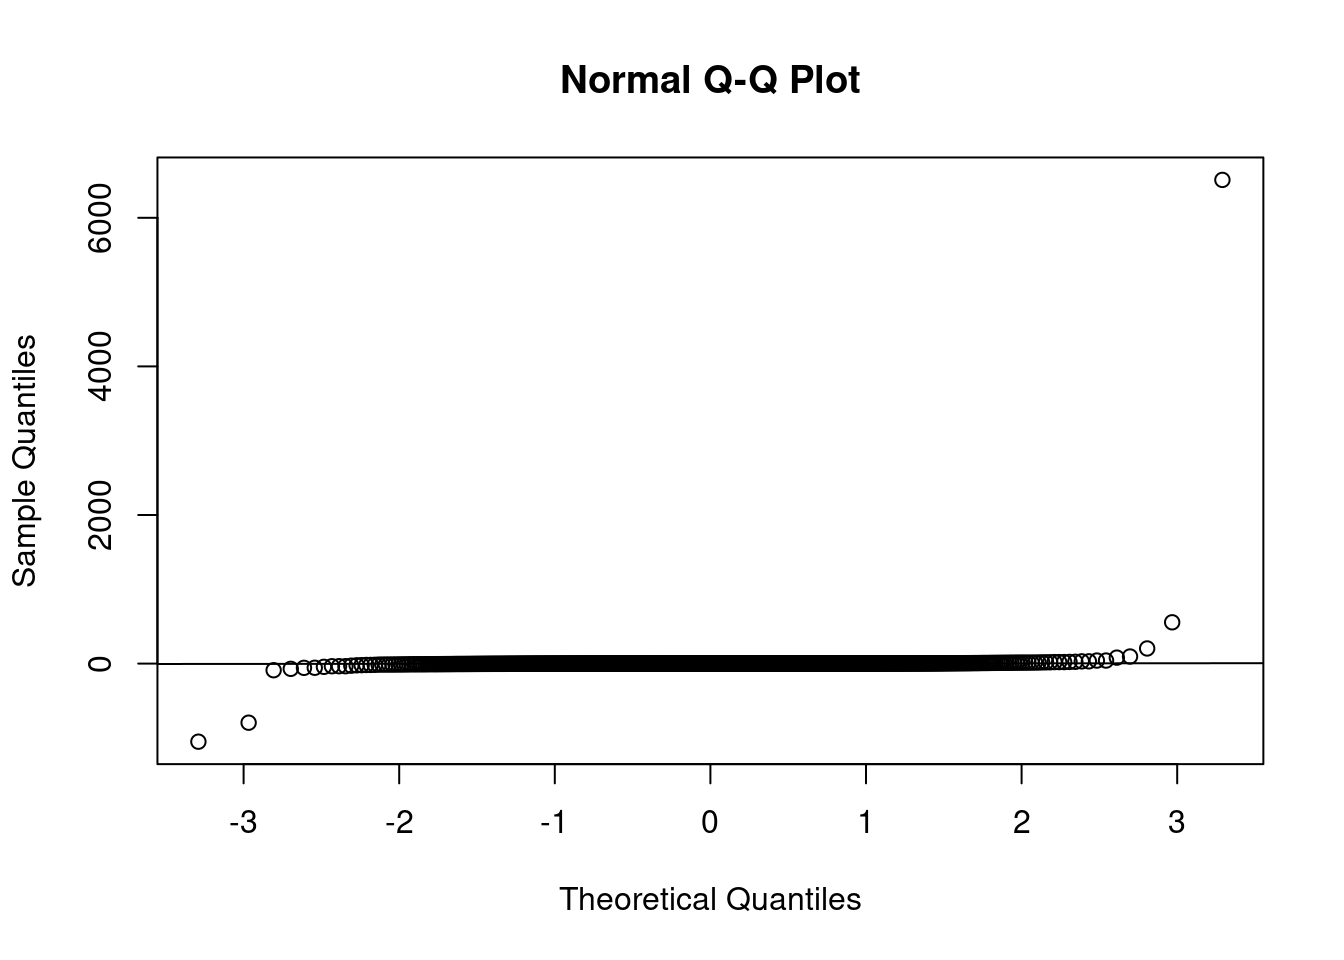 Normal Q-Q Plot
Sample Quantiles
6000
4000
2000
0
-3 -2 -1 0 1 2 3
Theoretical Quantiles